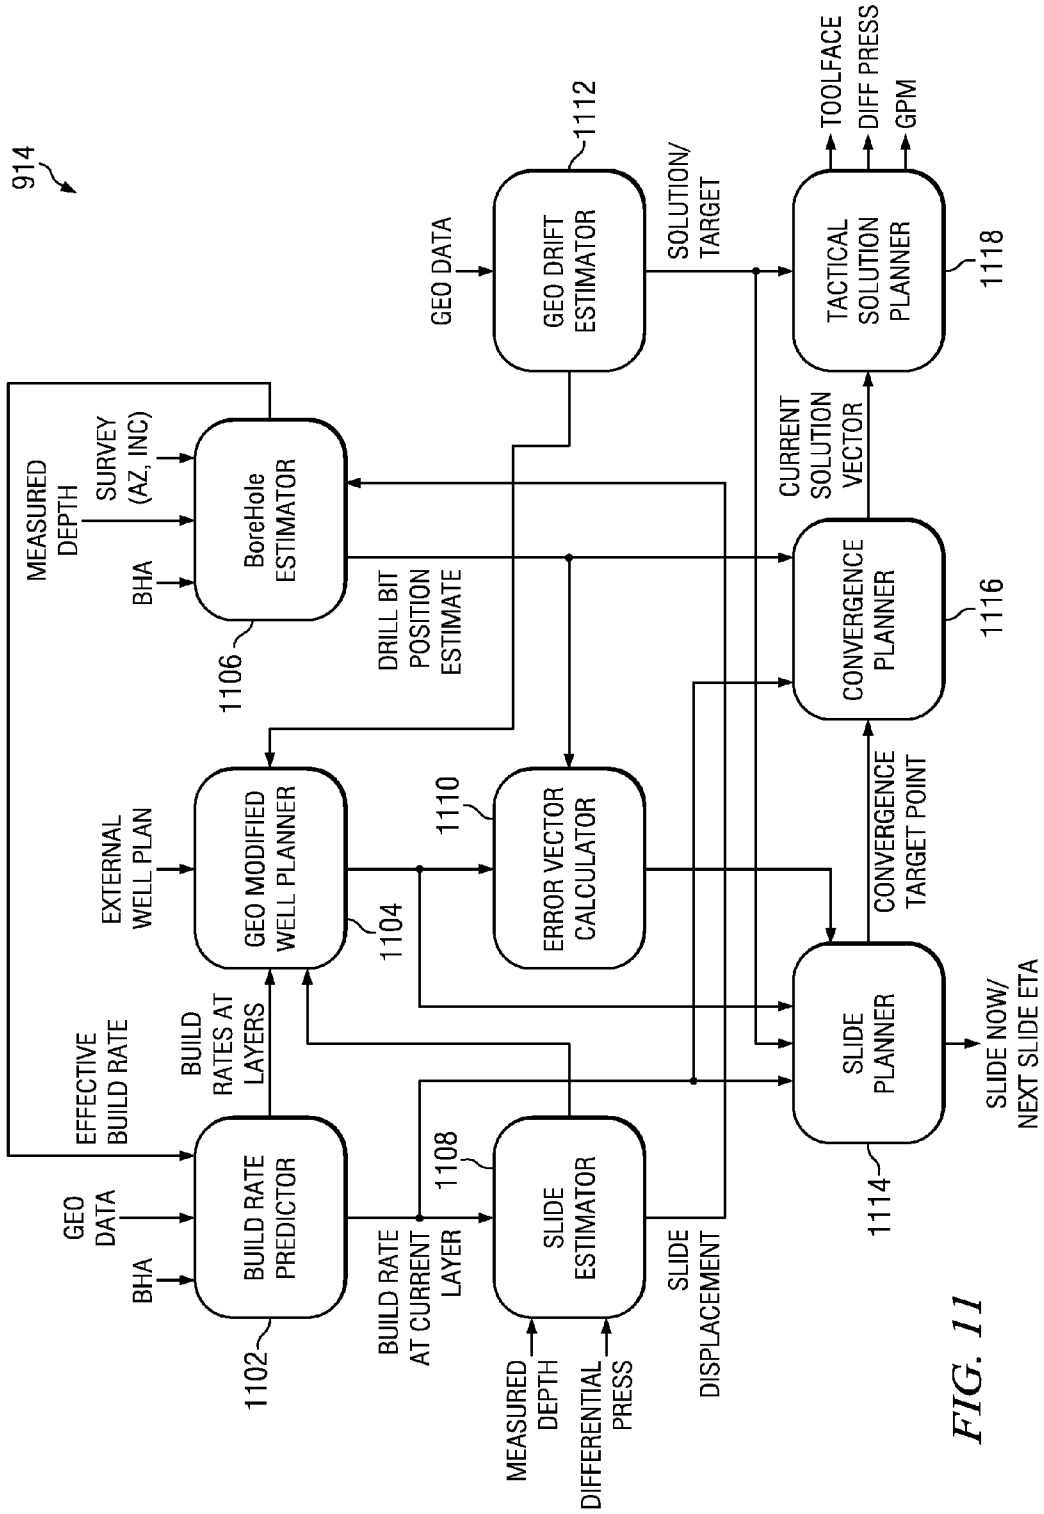 914
EFFECTIVE
BUILD RATE
GEO
DATA
BHA
BUILD RATE
PREDICTOR
1102
BUILD
RATES AT
LAYERS
EXTERNAL
WELL PLAN
GEO MODIFIED
WELL PLANNER
1104
MEASURED
DEPTH
SURVEY
(AZ, INC)
BHA
BoreHole
ESTIMATOR
1106
BUILD RATE
AT CURRENT
LAYER
1108
SLIDE
ESTIMATOR
MEASURED
DEPTH
DIFFERENTIAL
PRESS
SLIDE
DISPLACEMENT
1110
ERROR VECTOR
CALCULATOR
DRILL BIT
POSITION
ESTIMATE
GEO DATA
GEO DRIFT
ESTIMATOR
1112
SOLUTION/
TARGET
SLIDE
PLANNER
1114
SLIDE NOW/
NEXT SLIDE ETA
CONVERGENCE
TARGET POINT
CONVERGENCE
PLANNER
1116
CURRENT
SOLUTION
VECTOR
TACTICAL
SOLUTION
PLANNER
1118
TOOLFACE
DIFF PRESS
GPM
FIG. 11